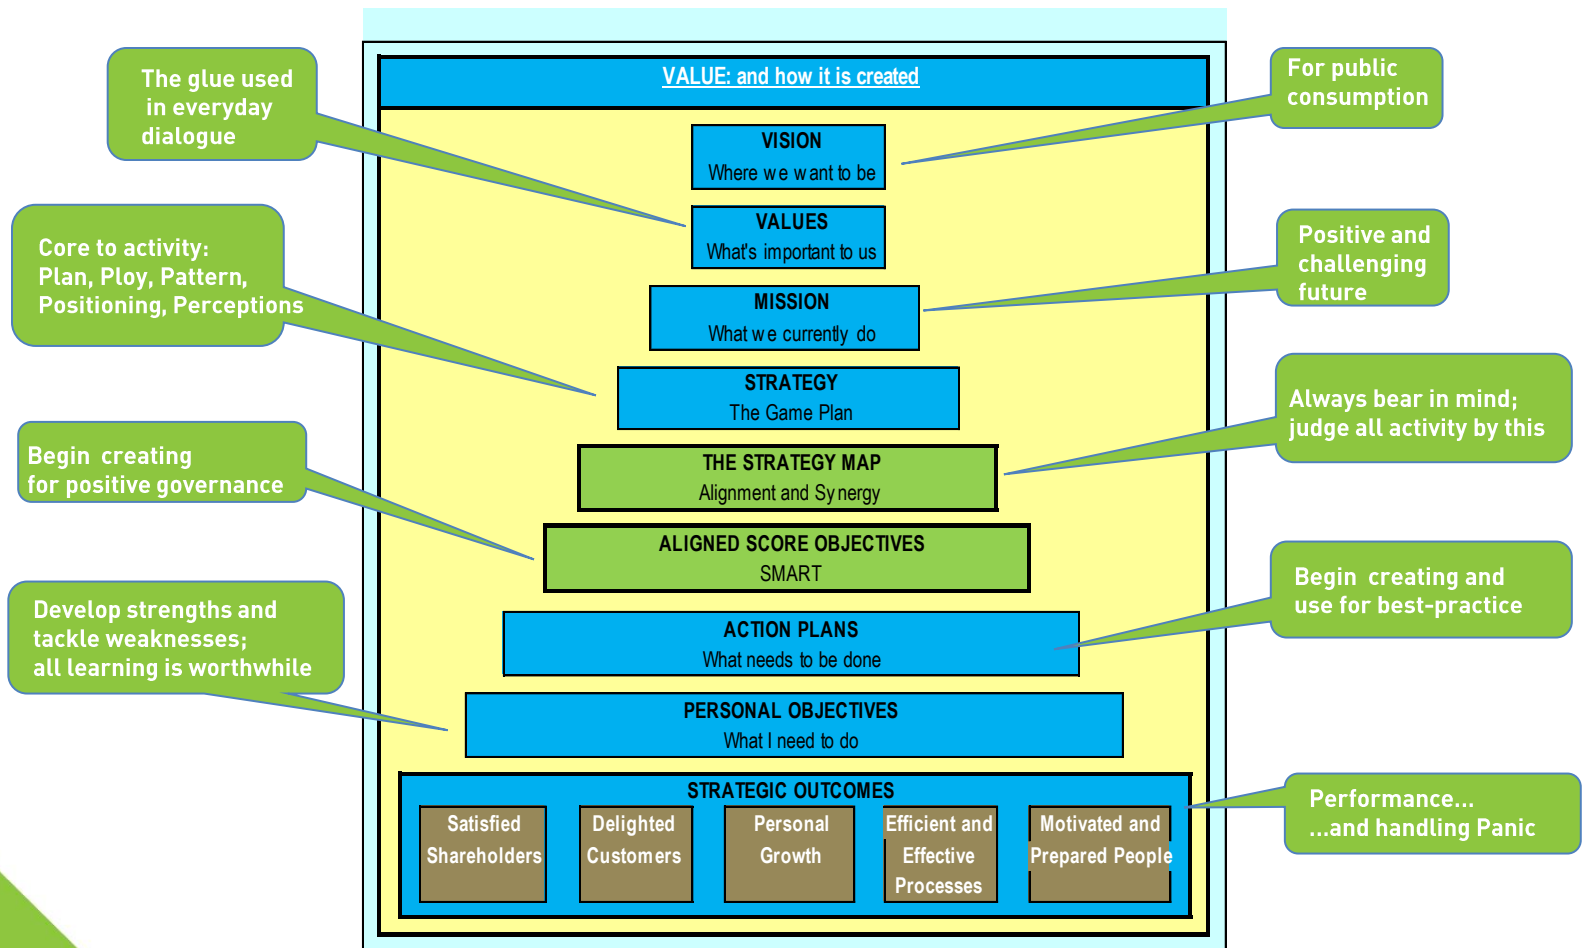 VALUE: and how it is created
The glue used
in everyday
dialogue
For public
consumption
VISION
Where we want to be
VALUES
What's important to us
Core to activity:
Plan, Ploy, Pattern,
Positioning, Perceptions
Positive and
challenging
future
MISSION
What we currently do
STRATEGY
The Game Plan
Always bear in mind;
judge all activity by this
Begin creating
for positive governance
THE STRATEGY MAP
Alignment and Synergy
ALIGNED SCORE OBJECTIVES
SMART
Begin creating and
use for best-practice
Develop strengths and
tackle weaknesses;
all learning is worthwhile
ACTION PLANS
What needs to be done
PERSONAL OBJECTIVES
What I need to do
STRATEGIC OUTCOMES
Satisfied
Shareholders
Delighted
Customers
Personal
Growth
Efficient and
Effective
Processes
Motivated and
Prepared People
Performance...
...and handling Panic